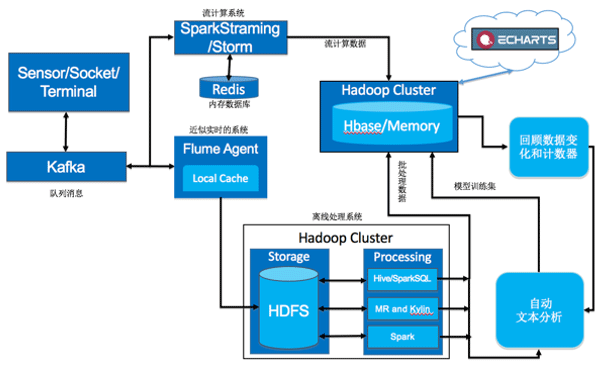 流计算系统
SparkStraming
/Storm
流计算数据
ECHARTS
Sensor/Socket/
Terminal
Redis
内存数据库
Hadoop Cluster
Hbase/Memory
近似实时的系统
Flume Agent
Local Cache
Kafka
队列消息
回顾数据变
化和计数器
批处理数据
模型训练集
离线处理系统
Hadoop Cluster
Storage
Processing
HDFS
Hive/SparkSQL
MR and Kylin
Spark
自动
文本分析